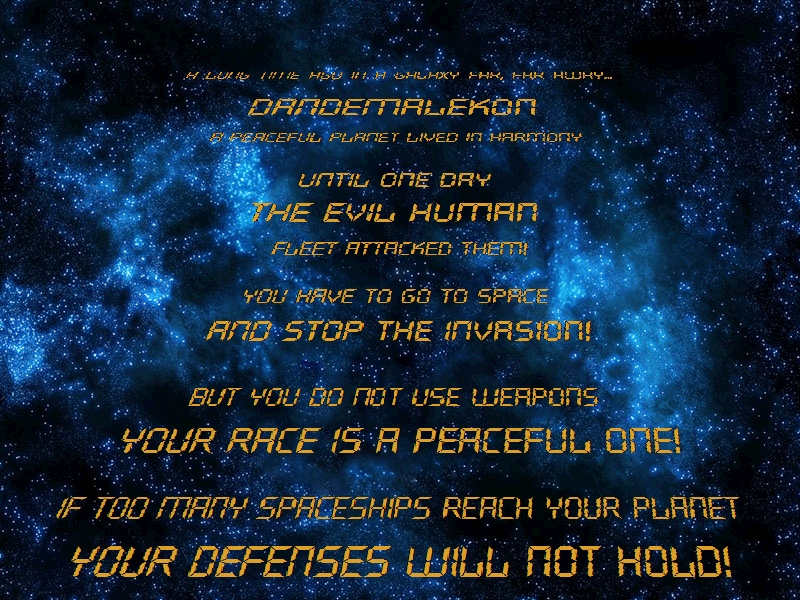 A LONG TIME AGO IN A GALAXY FAR, FAR AWAY...
DANDEMALEKON
A PEACEFUL PLANET LIVED IN HARMONY
UNTIL ONE DAY
THE EVIL HUMAN
FLEET ATTACKED THEM!
YOU HAVE TO GO TO SPACE
AND STOP THE INVASION!
BUT YOU DO NOT USE WEAPONS
YOUR RACE IS A PEACEFUL ONE!
IF TOO MANY SPACESHIPS REACH YOUR PLANET
YOUR DEFENSES WILL NOT HOLD!